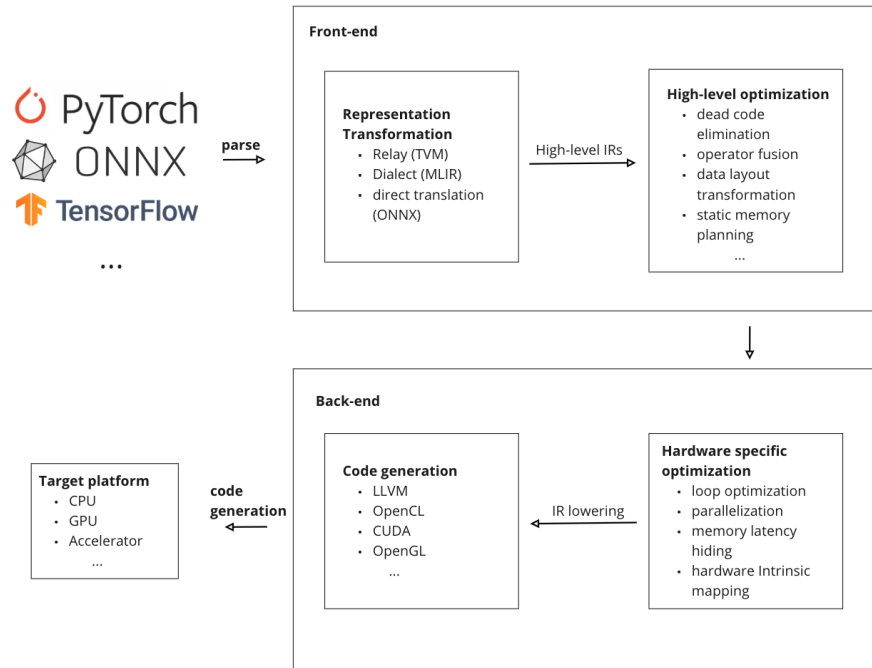 Front-end
PyTorch
ONNX
TensorFlow
...
parse
Representation
Transformation
• Relay (TVM)
• Dialect (MLIR)
• direct translation
(ONNX)
High-level IRs
High-level optimization
• dead code
elimination
• operator fusion
• data layout
transformation
• static memory
planning
...
Back-end
Hardware specific
optimization
• loop optimization
• parallelization
• memory latency
hiding
• hardware Intrinsic
mapping
IR lowering
Code generation
• LLVM
• OpenCL
• CUDA
• OpenGL
...
code
generation
Target platform
• CPU
• GPU
• Accelerator
...